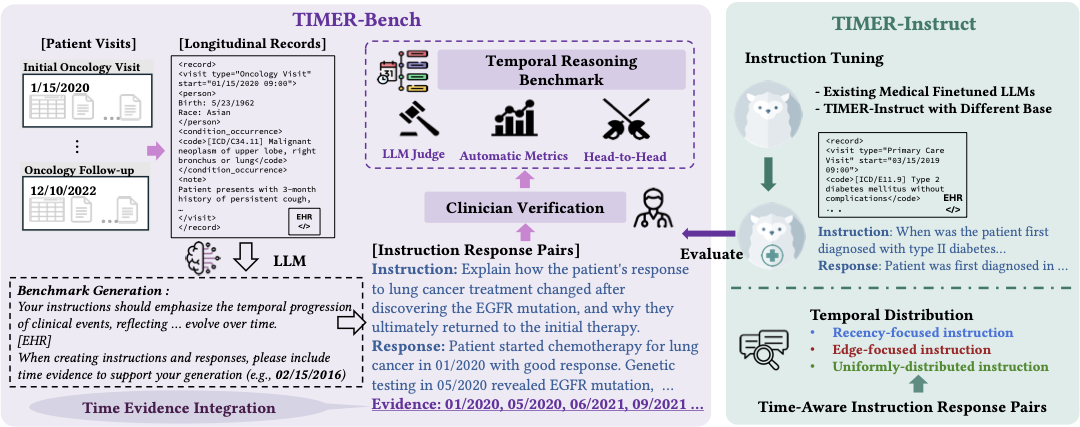 TIMER-Bench
[Patient Visits]
Initial Oncology Visit
1/15/2020
...
⋮
Oncology Follow-up
12/10/2022
...
[Longitudinal Records]
<record>
<visit type="Oncology Visit"
start="01/15/2020 09:00">
<person>
Birth: 5/23/1962
Race: Asian
</person>
<condition_occurrence>
<code>[ICD/C34.11] Malignant
neoplasm of upper lobe, right
bronchus or lung</code>
</condition_occurrence>
<note>
Patient presents with 3-month
history of persistent cough,
…
</visit>
</record>
EHR
</>
LLM
Benchmark Generation :
Your instructions should emphasize the temporal progression
of clinical events, reflecting ... evolve over time.
[EHR]
When creating instructions and responses, please include
time evidence to support your generation (e.g., 02/15/2016)
Time Evidence Integration
31
Temporal Reasoning
Benchmark
LLM Judge
Automatic Metrics
Head-to-Head
Clinician Verification
[Instruction Response Pairs]
Instruction: Explain how the patient's response
to lung cancer treatment changed after
discovering the EGFR mutation, and why they
ultimately returned to the initial therapy.
Response: Patient started chemotherapy for lung
cancer in 01/2020 with good response. Genetic
testing in 05/2020 revealed EGFR mutation, ...
Evidence: 01/2020, 05/2020, 06/2021, 09/2021 ...
Evaluate
TIMER-Instruct
Instruction Tuning
- Existing Medical Finetuned LLMs
- TIMER-Instruct with Different Base
<record>
<visit type="Primary Care
Visit" start="03/15/2019
09:00">
<code>[ICD/E11.9] Type 2
diabetes mellitus without
complications</code>
...
EHR
</>
Instruction: When was the patient first
diagnosed with type II diabetes...
Response: Patient was first diagnosed in ...
Temporal Distribution
• Recency-focused instruction
• Edge-focused instruction
• Uniformly-distributed instruction
Time-Aware Instruction Response Pairs